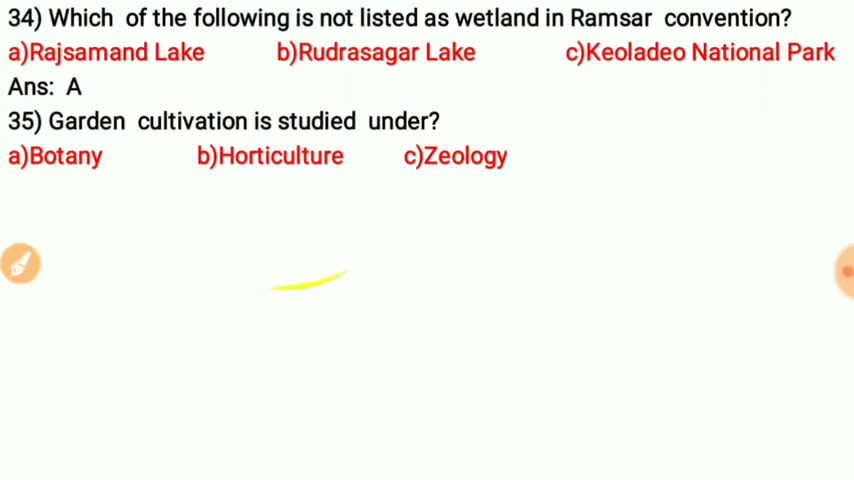 34) Which of the following is not listed as wetland in Ramsar convention?
a)Rajsamand Lake b)Rudrasagar Lake c)Keoladeo National Park
Ans: A
35) Garden cultivation is studied under?
a)Botany b)Horticulture c)Zeology